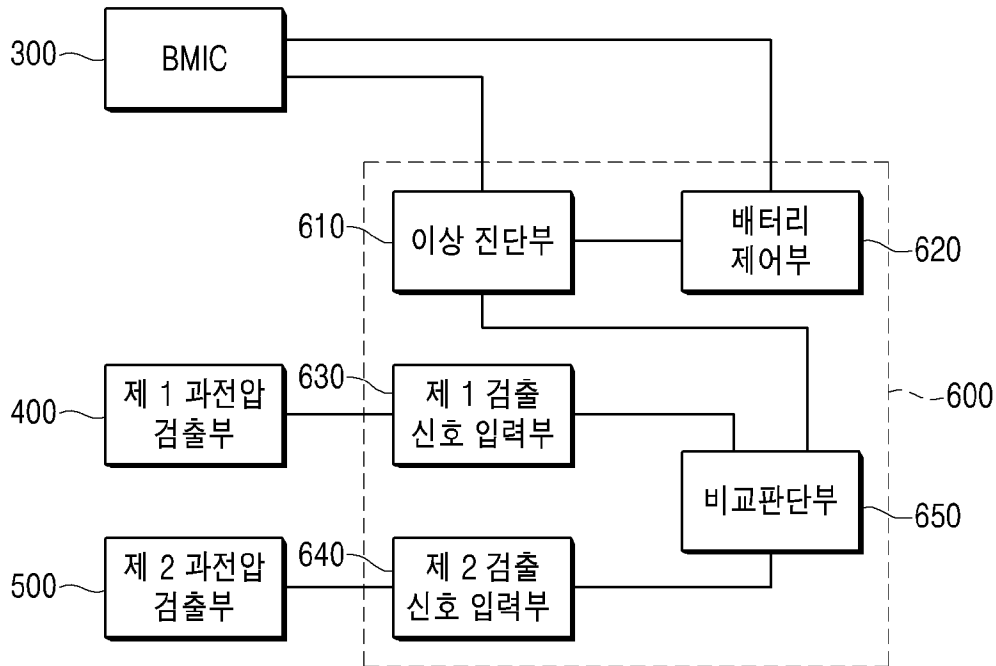 300
BMIC
610
이상 진단부
배터리
제어부
620
400
제 1 과전압
검출부
630
제 1 검출
신호 입력부
600
비교판단부
650
500
제 2 과전압
검출부
640
제 2 검출
신호 입력부